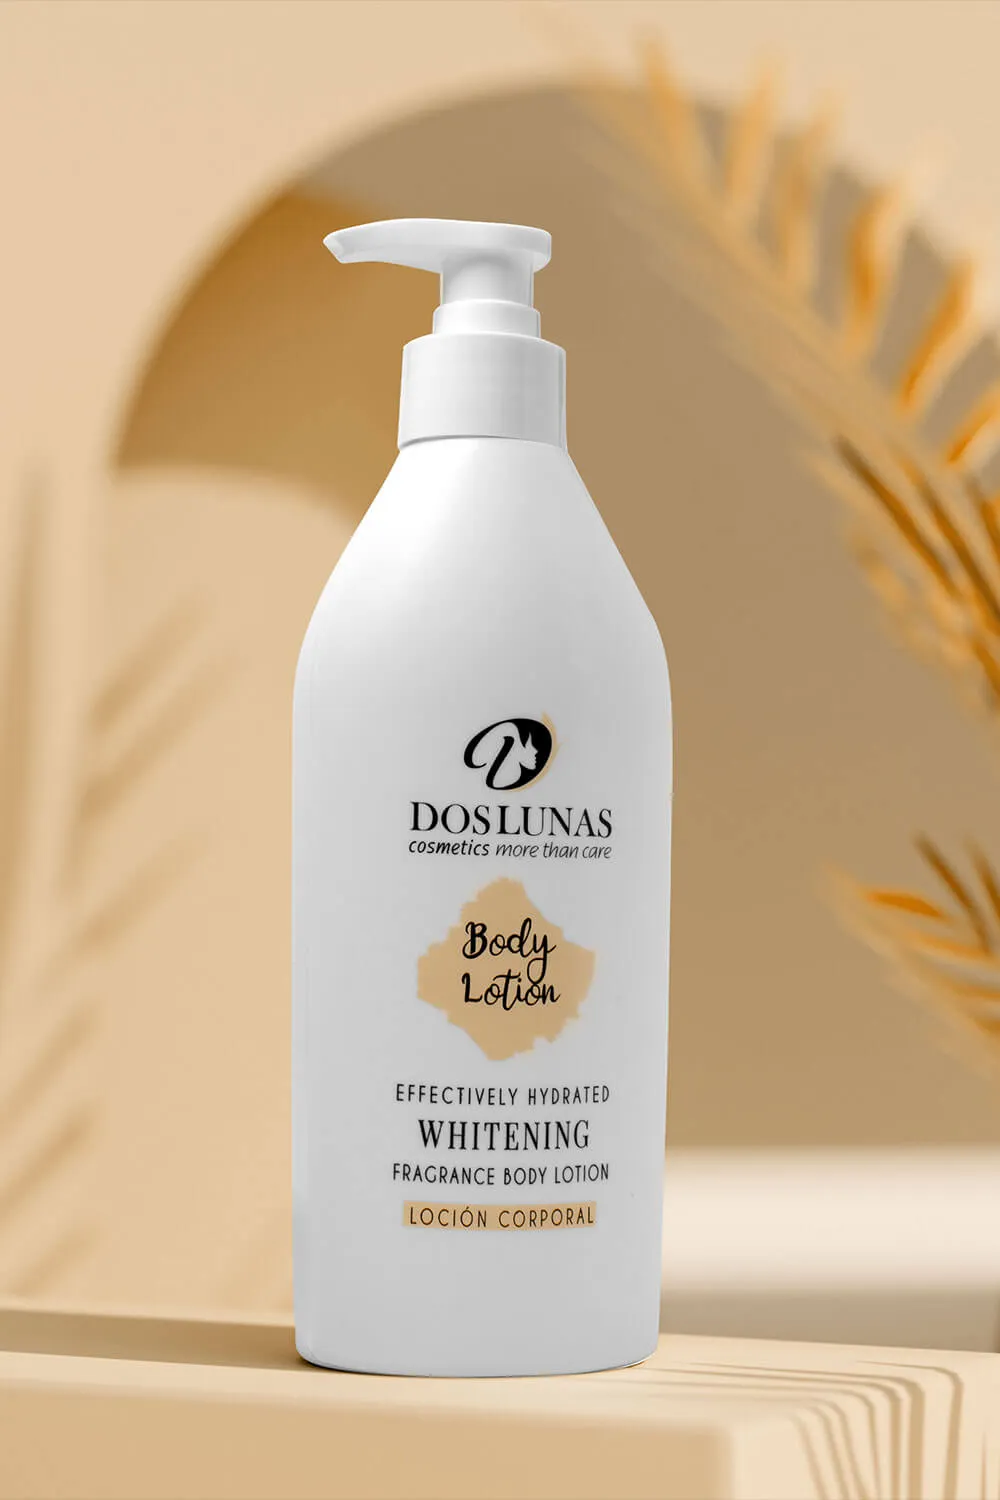 DOSLUNAS
cosmetics more than care
Body
Lotion
EFFECTIVELY HYDRATED
WHITENING
FRAGRANCE BODY LOTION
LOCIÓN CORPORAL